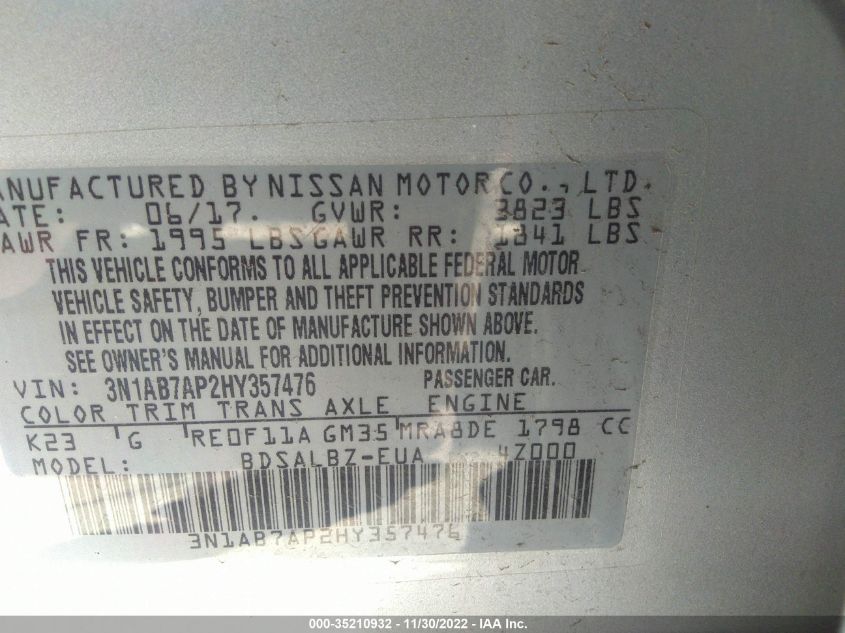 ANUFACTURED BY NISSAN MOTOR CO., LTD.
ATE: 06/17. GVWR: 3823 LBS
AWR FR: 1995 LBS GAWR RR: 1841 LBS
THIS VEHICLE CONFORMS TO ALL APPLICABLE FEDERAL MOTOR
VEHICLE SAFETY, BUMPER AND THEFT PREVENTION STANDARDS
IN EFFECT ON THE DATE OF MANUFACTURE SHOWN ABOVE.
SEE OWNER'S MANUAL FOR ADDITIONAL INFORMATION.
VIN: 3N1AB7AP2HY357476 PASSENGER CAR.
COLOR TRIM TRANS AXLE ENGINE
K23 G RE0F11A GM35 MRA8DE 1798 CC
MODEL: BDSALBZ-EUA 4Z000
3N1AB7AP2HY357476
000-35210932 - 11/30/2022 - IAA Inc.